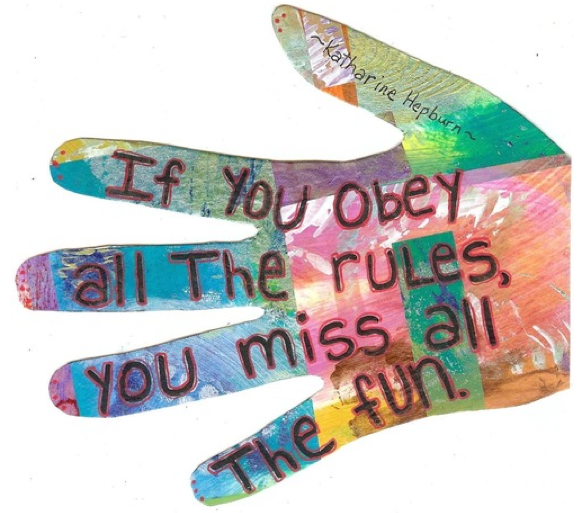 ~Katharine Hepburn~
If you obey
all The rules,
you miss all
The fun.